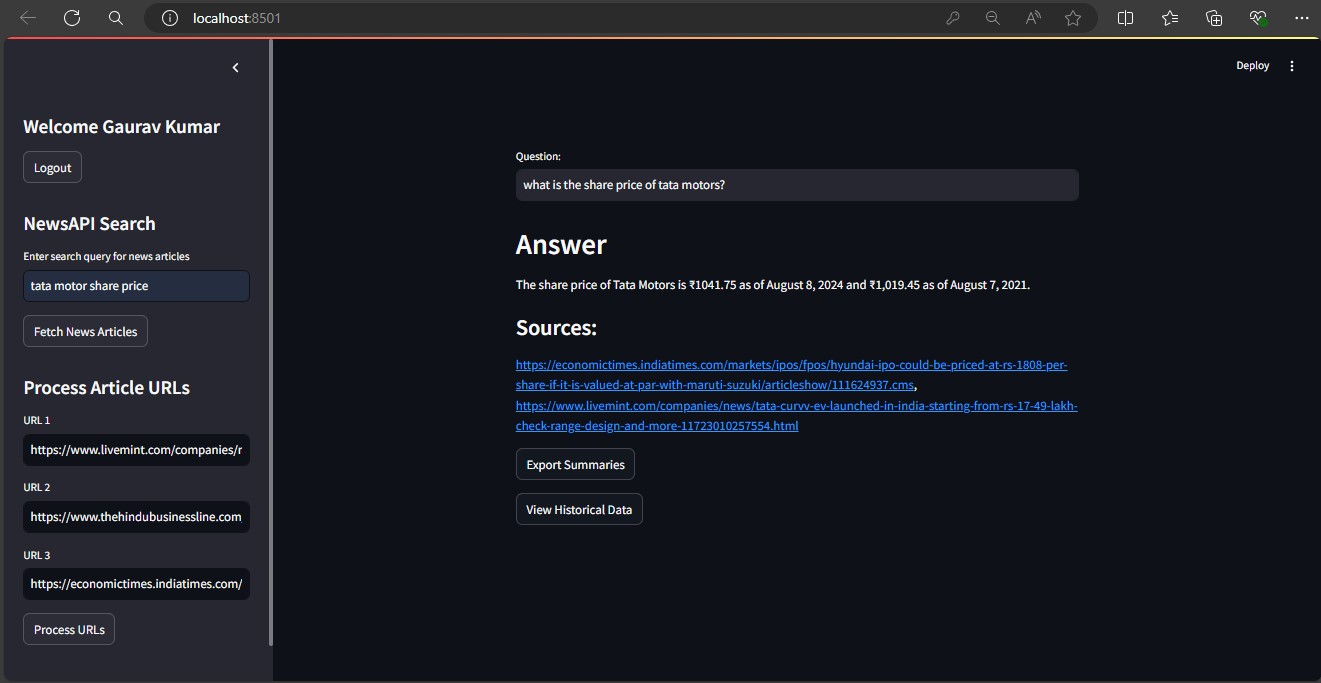 localhost:8501
Deploy
Welcome Gaurav Kumar
Logout
NewsAPI Search
Enter search query for news articles
tata motor share price
Fetch News Articles
Process Article URLs
URL 1
https://www.livemint.com/companies/r
URL 2
https://www.thehindubusinessline.com
URL 3
https://economictimes.indiatimes.com/
Process URLs
Question:
what is the share price of tata motors?
Answer
The share price of Tata Motors is ₹1041.75 as of August 8, 2024 and ₹1,019.45 as of August 7, 2021.
Sources:
https://economictimes.indiatimes.com/markets/ipos/fpos/hyundai-ipo-could-be-priced-at-rs-1808-per-
share-if-it-is-valued-at-par-with-maruti-suzuki/articleshow/111624937.cms,
https://www.livemint.com/companies/news/tata-curvv-ev-launched-in-india-starting-from-rs-17-49-lakh-
check-range-design-and-more-11723010257554.html
Export Summaries
View Historical Data